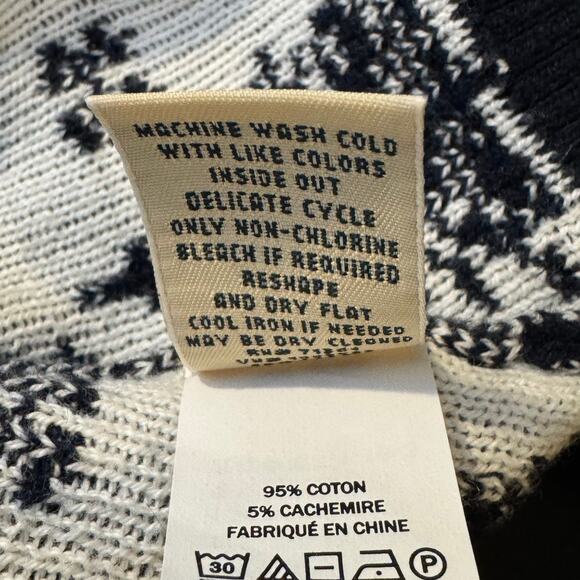 MACHINE WASH COLD
WITH LIKE COLORS
INSIDE OUT
DELICATE CYCLE
ONLY NON-CHLORINE
BLEACH IF REQUIRED
RESHAPE
AND DRY FLAT
COOL IRON IF NEEDED
MAY BE DRY CLEANED
RN#
95% COTON
5% CACHEMIRE
FABRIQUÉ EN CHINE
30 P